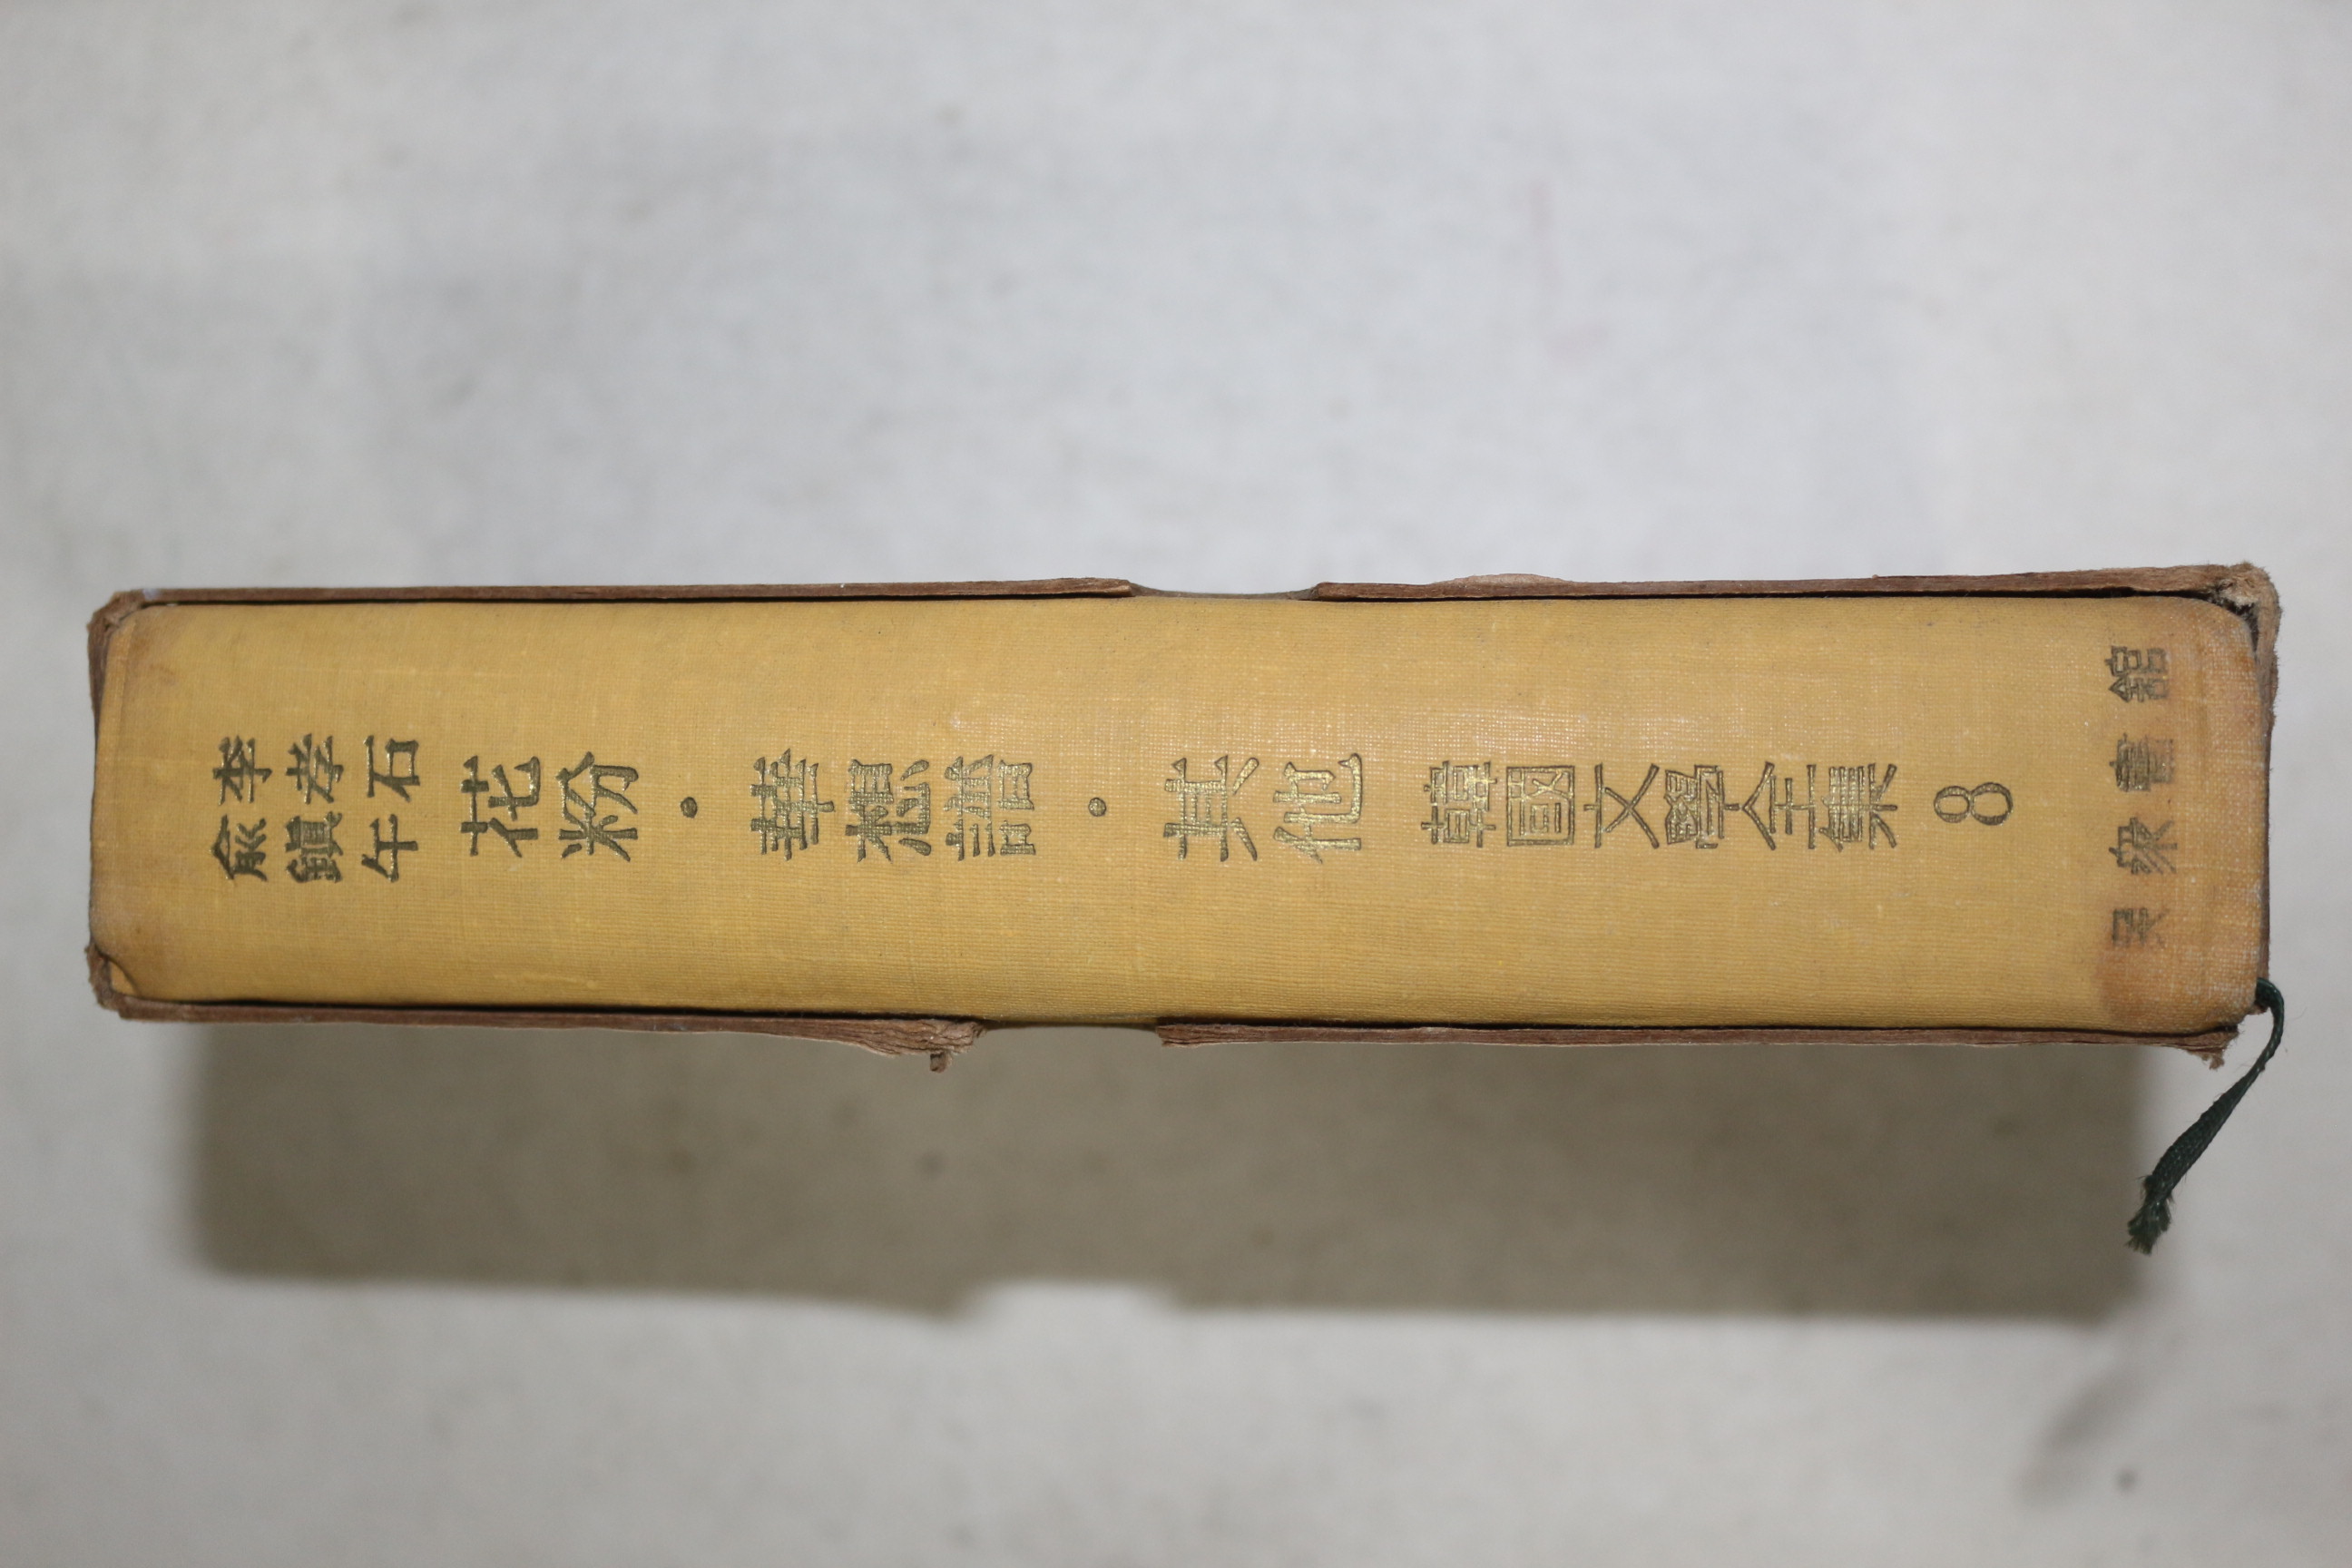 李孝石
兪鎭午
花粉·華想譜·其他
韓國文學全集 8
民衆書館